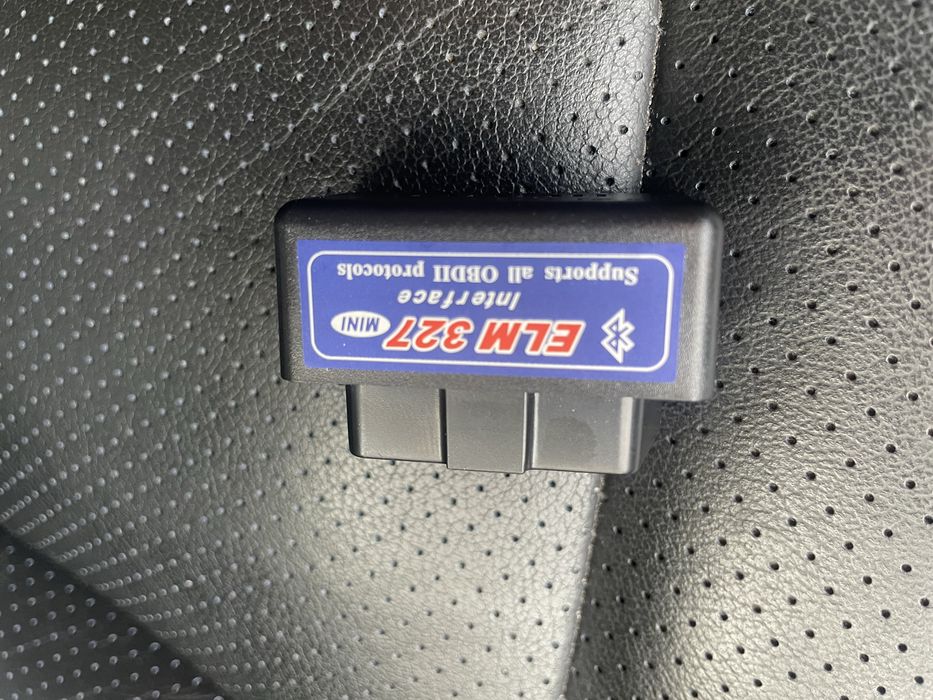 ELM 327 MINI
Interface
Supports all OBDII protocols